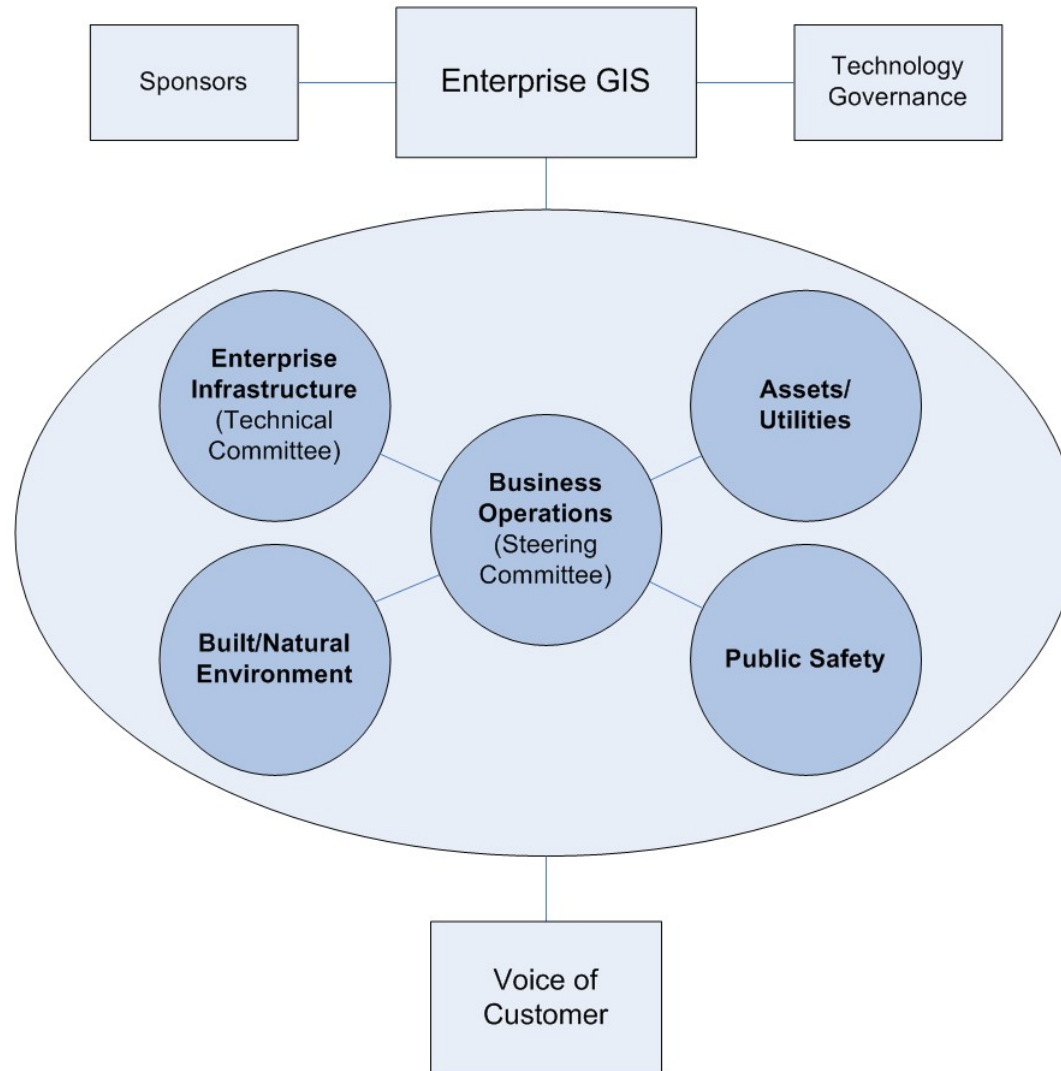 Sponsors
Enterprise GIS
Technology
Governance
Enterprise
Infrastructure
(Technical
Committee)
Assets/
Utilities
Business
Operations
(Steering
Committee)
Built/Natural
Environment
Public Safety
Voice of
Customer